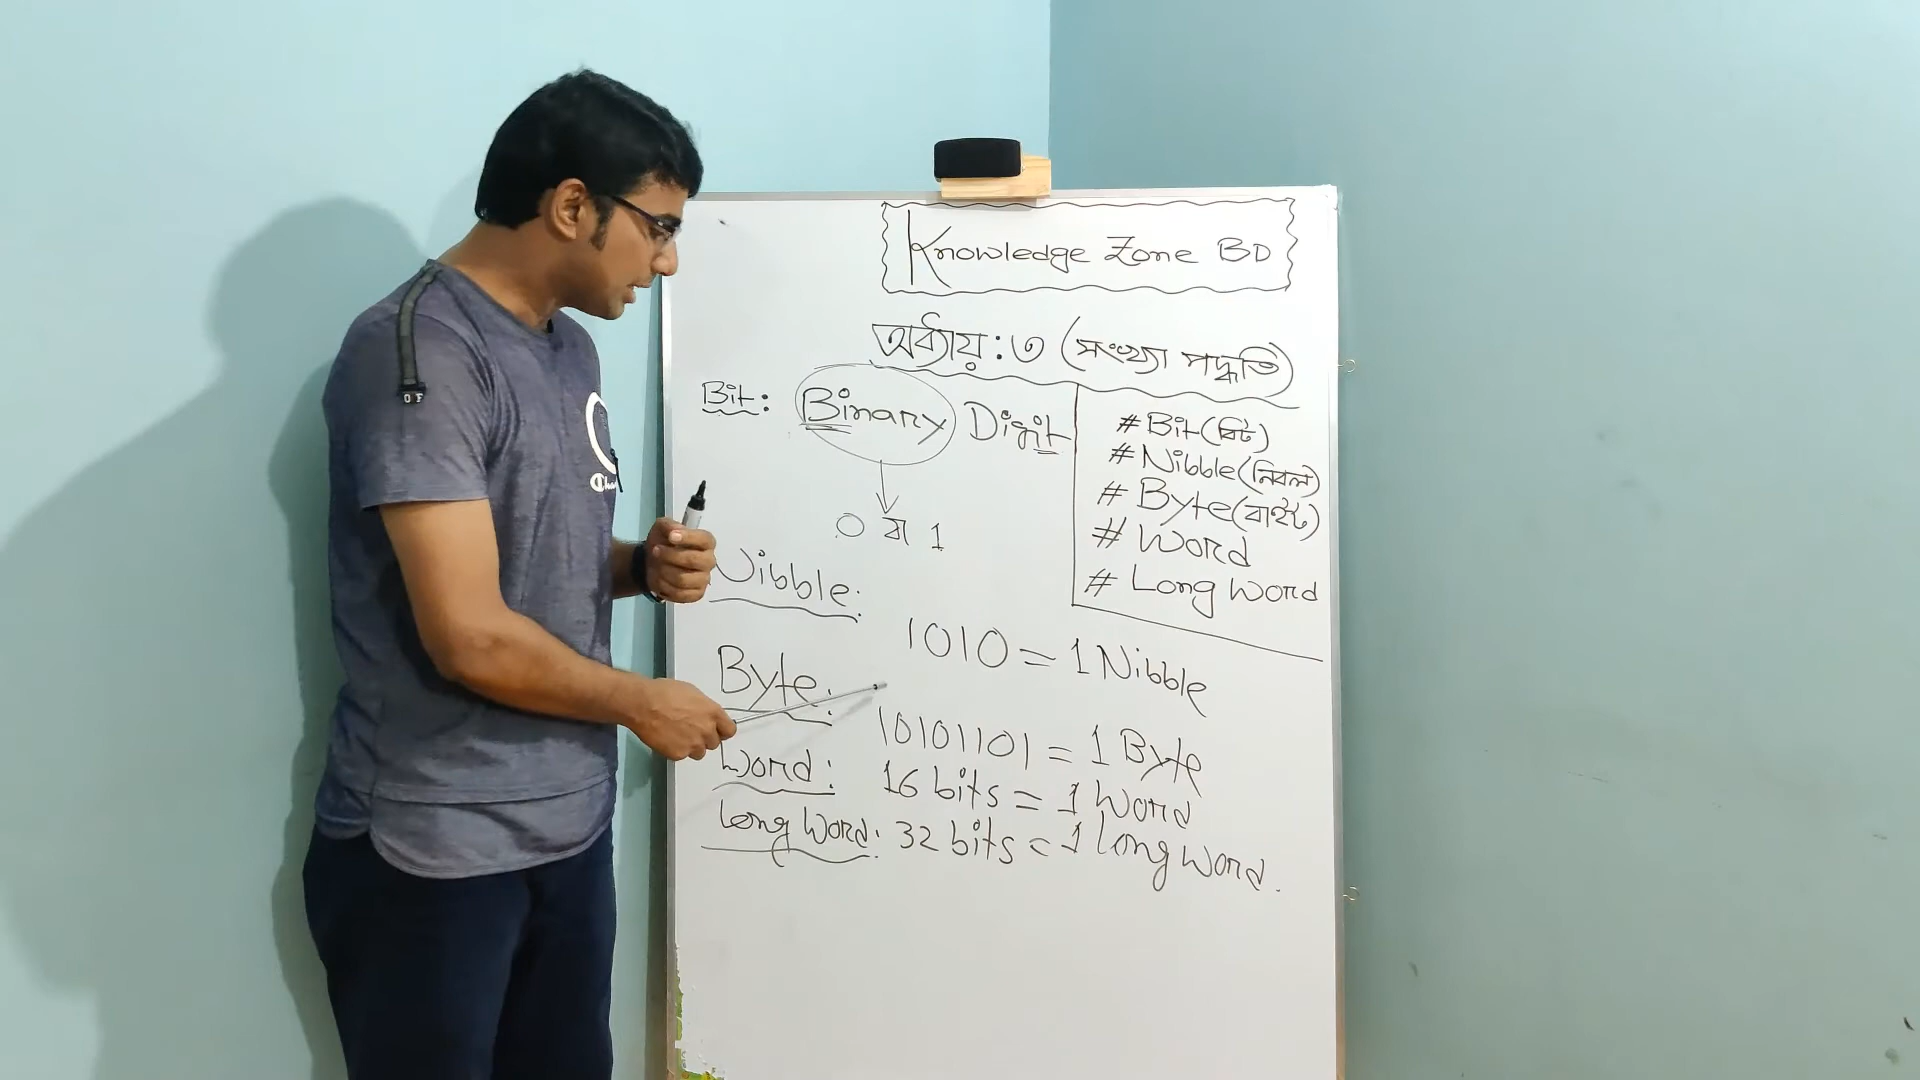 Knowledge Zone BD
অধ্যায়:৩ (সংখ্যা পদ্ধতি)
Bit: Binary Digit
0 বা 1
# Bit (বিট)
# Nibble (নিবল)
# Byte (বাইট)
# Word
# Long Word
Nibble:
1010 = 1 Nibble
Byte:
10101101 = 1 Byte
Word: 16 bits = 1 Word
Long Word: 32 bits = 1 Long Word.